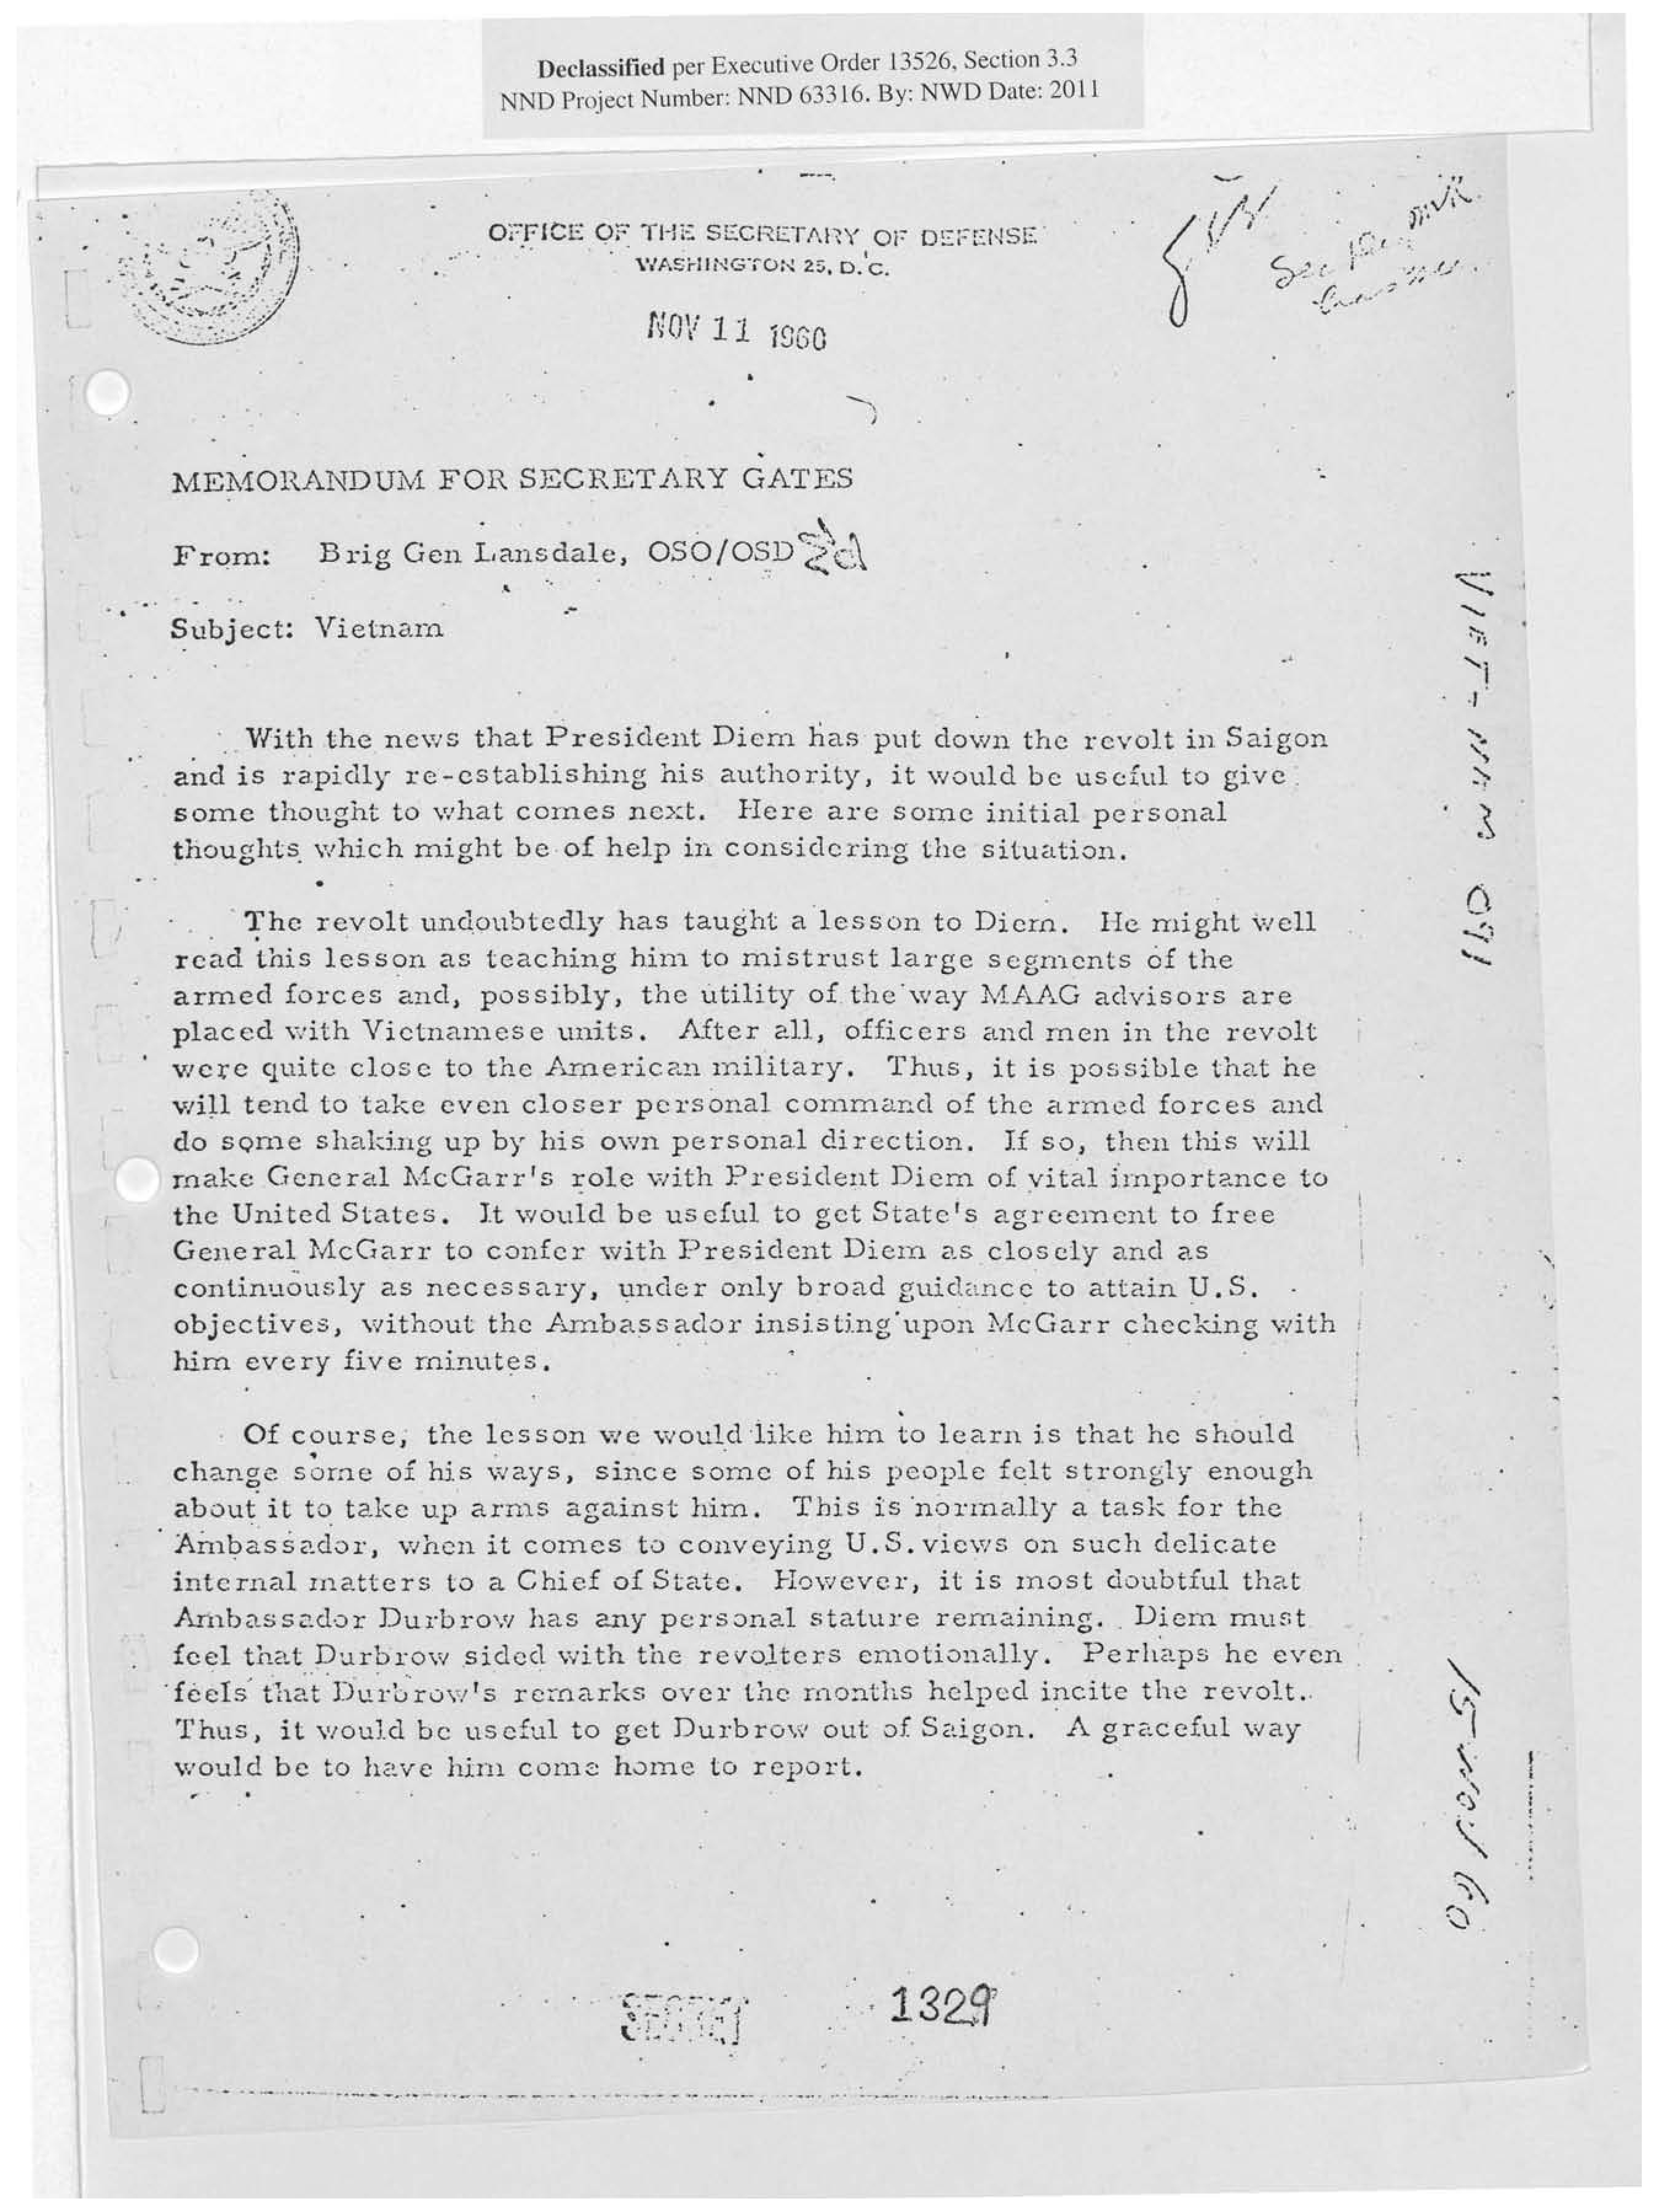 Declassified per Executive Order 13526, Section 3.3
NND Project Number: NND 63316. By: NWD Date: 2011
OFFICE OF THE SECRETARY OF DEFENSE
WASHINGTON 25, D.C.
See
NOV 11 1960
MEMORANDUM FOR SECRETARY GATES
From: Brig Gen Lansdale, OSO/OSD
Subject: Vietnam
With the news that President Diem has put down the revolt in Saigon
and is rapidly re-establishing his authority, it would be useful to give
some thought to what comes next. Here are some initial personal
thoughts which might be of help in considering the situation.
The revolt undoubtedly has taught a lesson to Diem. He might well
read this lesson as teaching him to mistrust large segments of the
armed forces and, possibly, the utility of the way MAAG advisors are
placed with Vietnamese units. After all, officers and men in the revolt
were quite close to the American military. Thus, it is possible that he
will tend to take even closer personal command of the armed forces and
do some shaking up by his own personal direction. If so, then this will
make General McGarr's role with President Diem of vital importance to
the United States. It would be useful to get State's agreement to free
General McGarr to confer with President Diem as closely and as
continuously as necessary, under only broad guidance to attain U.S.
objectives, without the Ambassador insisting upon McGarr checking with
him every five minutes.
Of course, the lesson we would like him to learn is that he should
change some of his ways, since some of his people felt strongly enough
about it to take up arms against him. This is normally a task for the
Ambassador, when it comes to conveying U.S. views on such delicate
internal matters to a Chief of State. However, it is most doubtful that
Ambassador Durbrow has any personal stature remaining. Diem must
feel that Durbrow sided with the revolters emotionally. Perhaps he even
feels that Durbrow's remarks over the months helped incite the revolt.
Thus, it would be useful to get Durbrow out of Saigon. A graceful way
would be to have him come home to report.
VIET-NAM 091
15 NOV 60
SECRET
1329